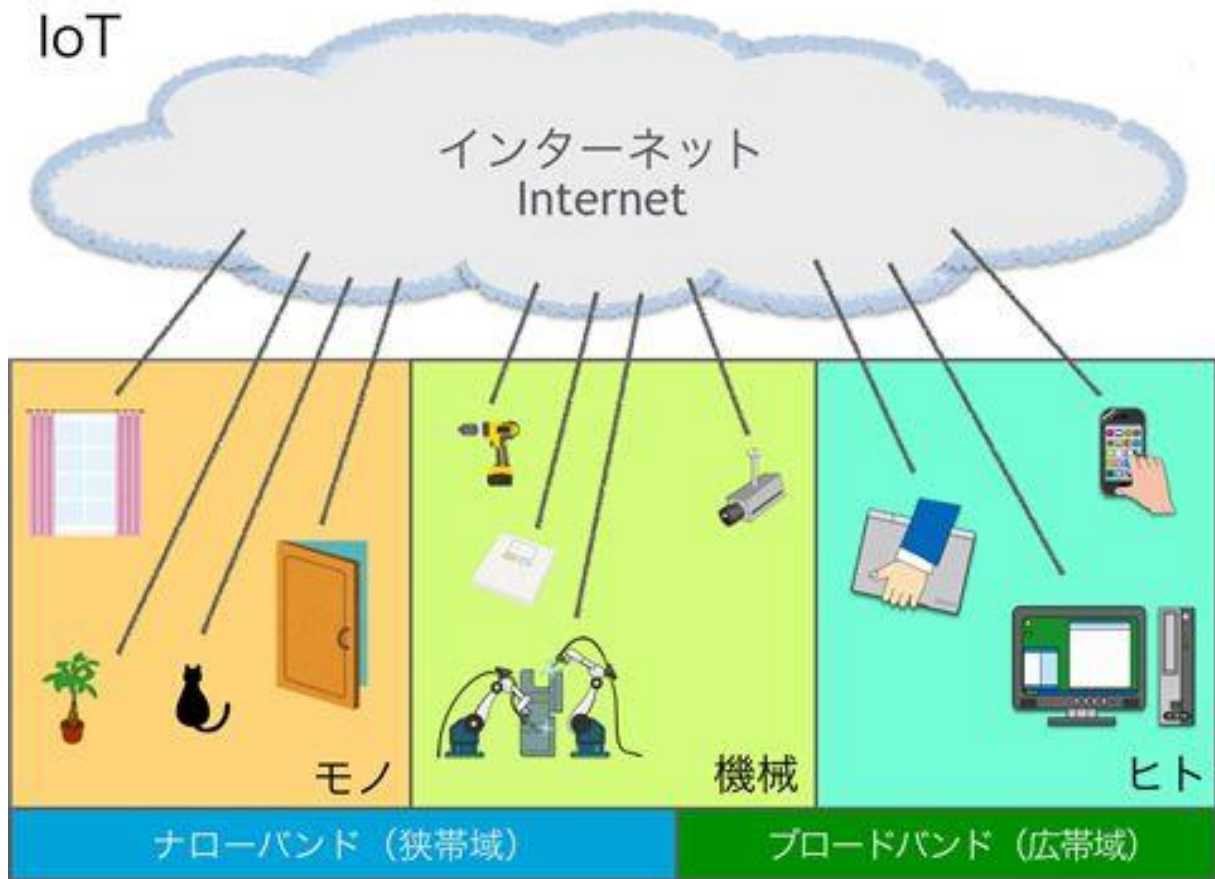 IoT
インターネット
Internet
モノ
機械
ヒト
ナローバンド（狭帯域）
ブロードバンド（広帯域）